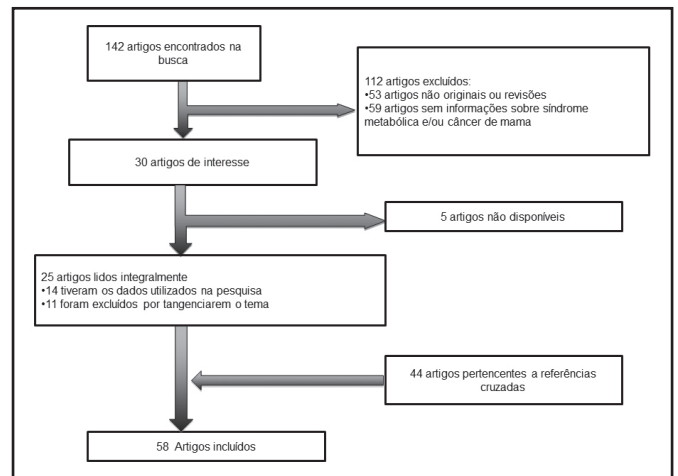 142 artigos encontrados na
busca
112 artigos excluídos:
•53 artigos não originais ou revisões
•59 artigos sem informações sobre síndrome
metabólica e/ou câncer de mama
30 artigos de interesse
5 artigos não disponíveis
25 artigos lidos integralmente
•14 tiveram os dados utilizados na pesquisa
•11 foram excluídos por tangenciarem o tema
44 artigos pertencentes a referências
cruzadas
58 Artigos incluídos